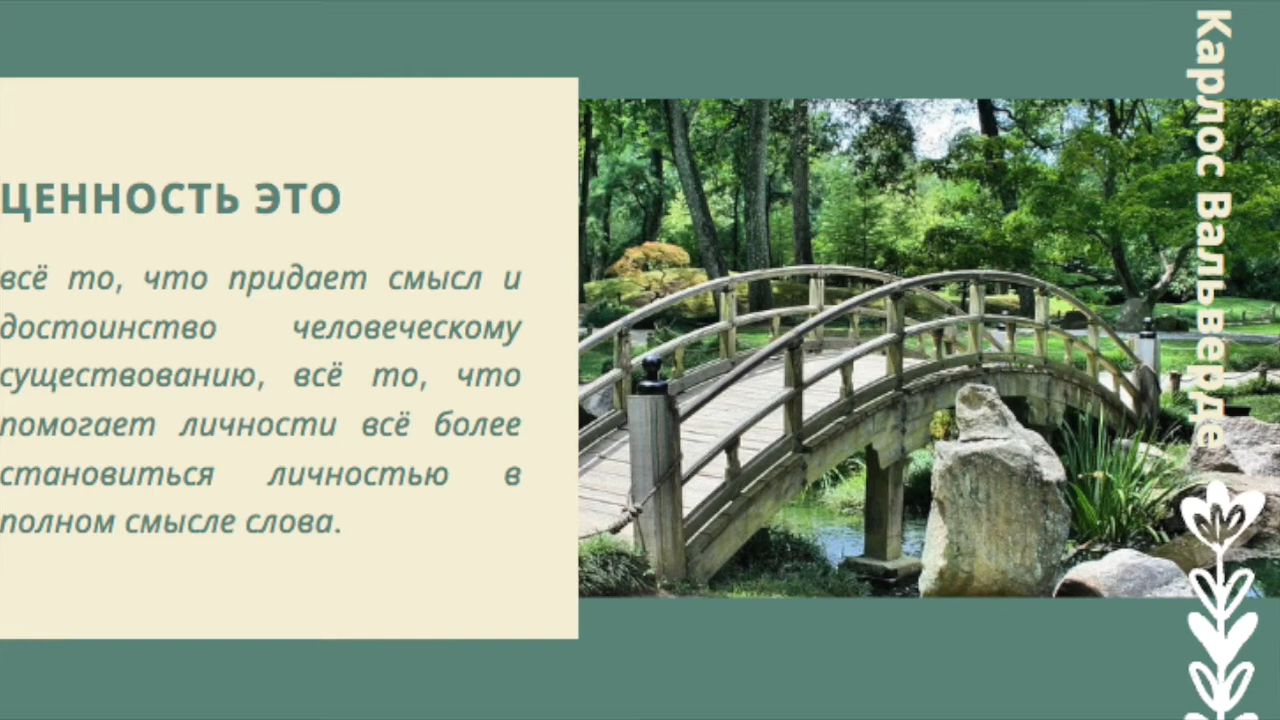 ЦЕННОСТЬ ЭТО
всё то, что придает смысл и
достоинство человеческому
существованию, всё то, что
помогает личности всё более
становиться личностью в
полном смысле слова.
Карлос Вальверде